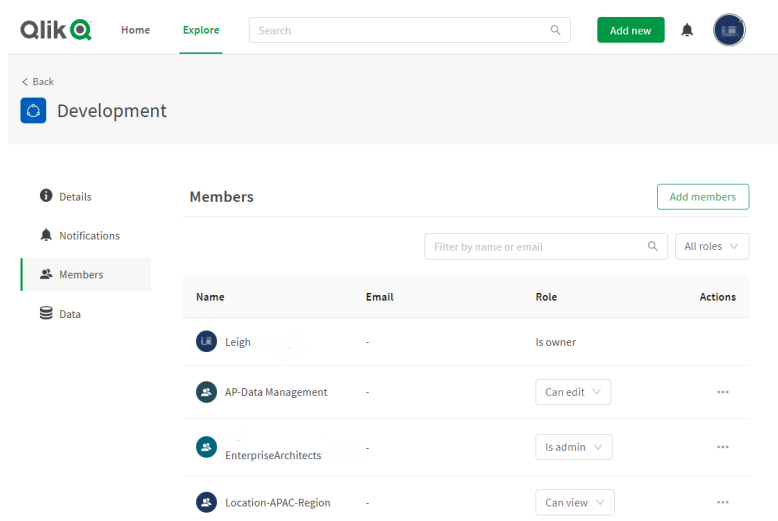 Qlik Home Explore Search Add new
< Back
Development
Details
Notifications
Members
Data
Members Add members
Filter by name or email All roles
Name Email Role Actions
Leigh - Is owner
AP-Data Management - Can edit ...
EnterpriseArchitects - Is admin ...
Location-APAC-Region - Can view ...